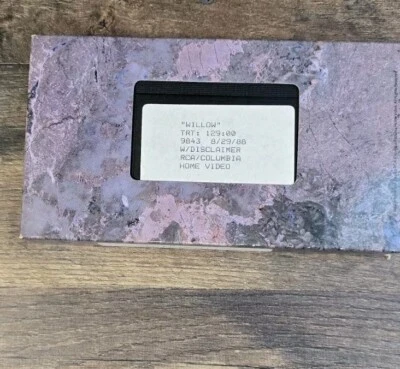 "WILLOW"
TRT: 129:00
9843 8/29/88
W/DISCLAIMER
RCA/COLUMBIA
HOME VIDEO